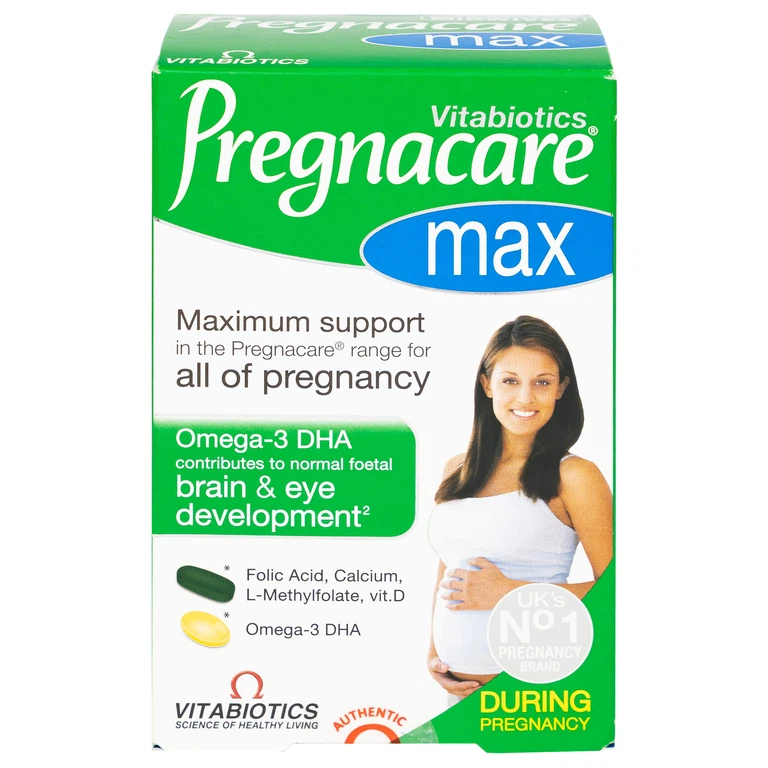 max
VITABIOTICS
Vitabiotics
Pregnacare®
max
Maximum support
in the Pregnacare® range for
all of pregnancy
Omega-3 DHA
contributes to normal foetal
brain & eye
development²
*
Folic Acid, Calcium,
L-Methylfolate, vit.D
*
Omega-3 DHA
UK's
Nº1
PREGNANCY
BRAND
VITABIOTICS
SCIENCE OF HEALTHY LIVING
AUTHENTIC
DURING
PREGNANCY